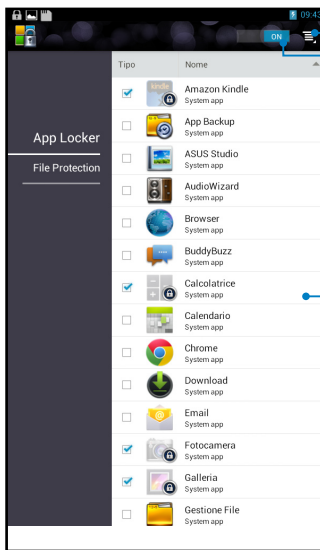 09:43
ON
Tipo Nome
App Locker
File Protection
kindle
Amazon Kindle
System app
App Backup
System app
ASUS Studio
System app
AudioWizard
System app
Browser
System app
BuddyBuzz
System app
Calcolatrice
System app
Calendario
System app
Chrome
System app
Download
System app
Email
System app
Fotocamera
System app
Galleria
System app
Gestione File
System app